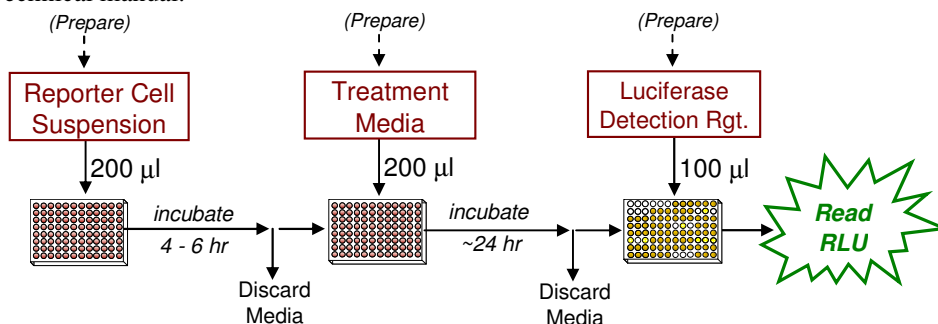 (Prepare)
(Prepare)
(Prepare)
Reporter Cell
Suspension
Treatment
Media
Luciferase
Detection Rgt.
200 µl
200 µl
100 µl
incubate
4 - 6 hr
incubate
~24 hr
Read
RLU
Discard
Media
Discard
Media